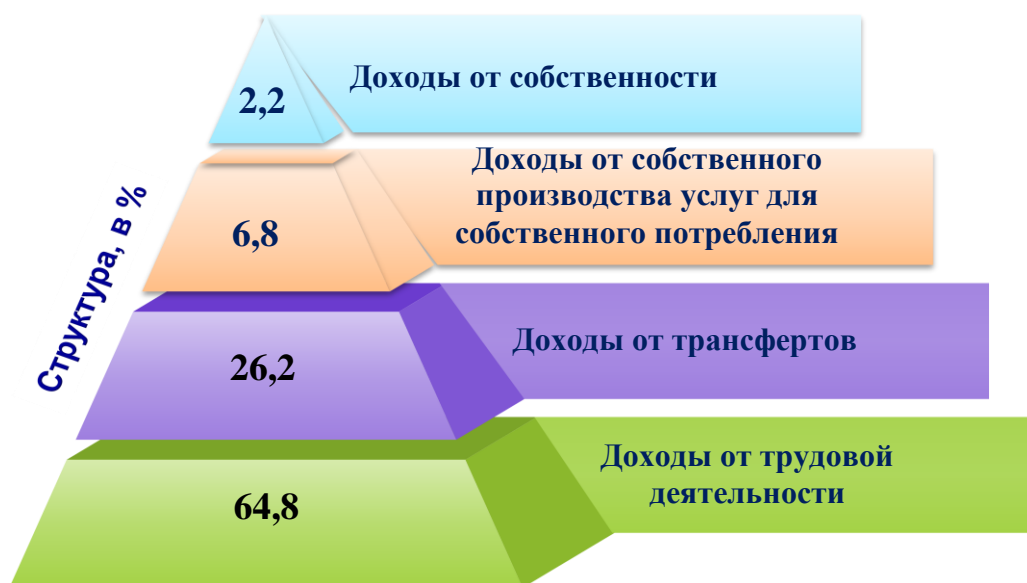 Структура, в %
2,2
Доходы от собственности
6,8
Доходы от собственного
производства услуг для
собственного потребления
26,2
Доходы от трансфертов
64,8
Доходы от трудовой
деятельности